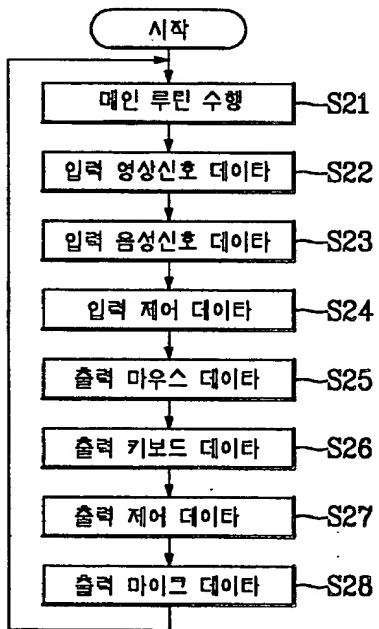 시작
메인 루틴 수행 S21
입력 영상신호 데이타 S22
입력 음성신호 데이타 S23
입력 제어 데이타 S24
출력 마우스 데이타 S25
출력 키보드 데이타 S26
출력 제어 데이타 S27
출력 마이크 데이타 S28